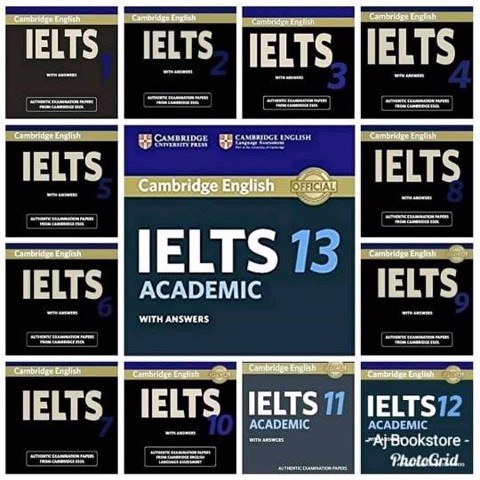 Cambridge English
IELTS 1
WITH ANSWERS
AUTHENTIC EXAMINATION PAPERS
FROM CAMBRIDGE ESOL
Cambridge English
IELTS 2
WITH ANSWERS
AUTHENTIC EXAMINATION PAPERS
FROM CAMBRIDGE ESOL
Cambridge English
IELTS 3
WITH ANSWERS
AUTHENTIC EXAMINATION PAPERS
FROM CAMBRIDGE ESOL
Cambridge English
IELTS 4
WITH ANSWERS
AUTHENTIC EXAMINATION PAPERS
FROM CAMBRIDGE ESOL
Cambridge English
IELTS 5
WITH ANSWERS
AUTHENTIC EXAMINATION PAPERS
FROM CAMBRIDGE ESOL
CAMBRIDGE
UNIVERSITY PRESS
CAMBRIDGE ENGLISH
Language Assessment
Part of the University of Cambridge
Cambridge English
OFFICIAL
IELTS 13
ACADEMIC
WITH ANSWERS
Cambridge English
IELTS 8
WITH ANSWERS
AUTHENTIC EXAMINATION PAPERS
FROM CAMBRIDGE ESOL
Cambridge English
IELTS 6
WITH ANSWERS
AUTHENTIC EXAMINATION PAPERS
FROM CAMBRIDGE ESOL
Cambridge English
IELTS 9
WITH ANSWERS
AUTHENTIC EXAMINATION PAPERS
FROM CAMBRIDGE ESOL
Cambridge English
IELTS 7
WITH ANSWERS
AUTHENTIC EXAMINATION PAPERS
FROM CAMBRIDGE ESOL
Cambridge English
IELTS 10
WITH ANSWERS
AUTHENTIC EXAMINATION PAPERS
FROM CAMBRIDGE ENGLISH
LANGUAGE ASSESSMENT
Cambridge English
IELTS 11
ACADEMIC
WITH ANSWERS
AUTHENTIC EXAMINATION PAPERS
Cambridge English
IELTS 12
ACADEMIC
- Aj Bookstore -
PhotoGrid